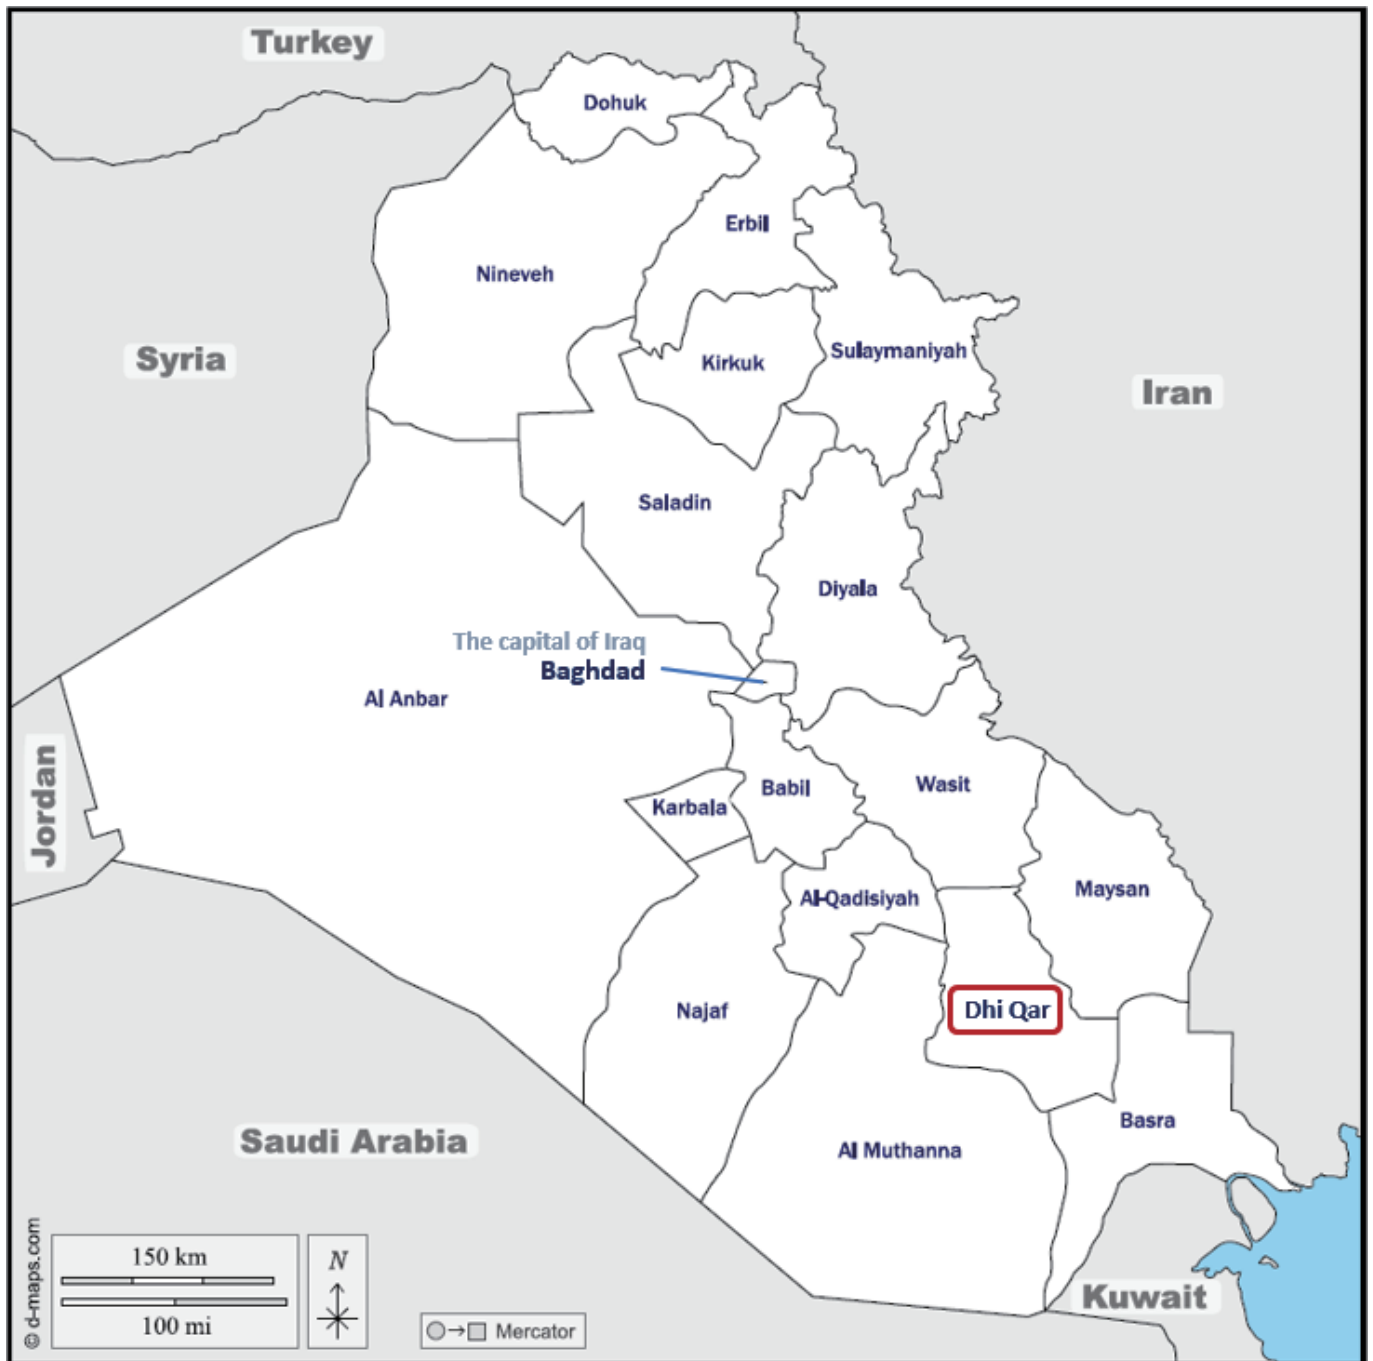 Turkey
Dohuk
Erbil
Nineveh
Syria
Kirkuk
Sulaymaniyah
Iran
Saladin
Diyala
The capital of Iraq
Baghdad
Al Anbar
Jordan
Babil
Wasit
Karbala
Maysan
Al-Qadisiyah
Najaf
Dhi Qar
Basra
Saudi Arabia
Al Muthanna
Kuwait
© d-maps.com
150 km
100 mi
N
Mercator